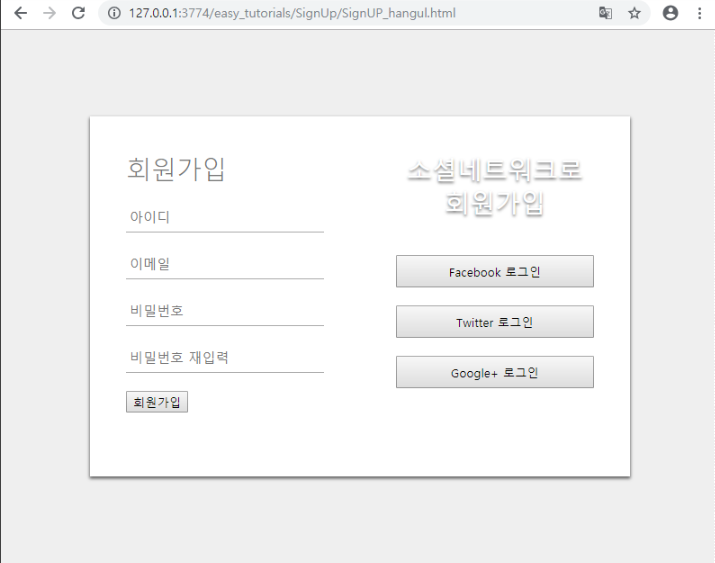 127.0.0.1:3774/easy_tutorials/SignUp/SignUP_hangul.html
회원가입
아이디
이메일
비밀번호
비밀번호 재입력
회원가입
소셜네트워크로
회원가입
Facebook 로그인
Twitter 로그인
Google+ 로그인